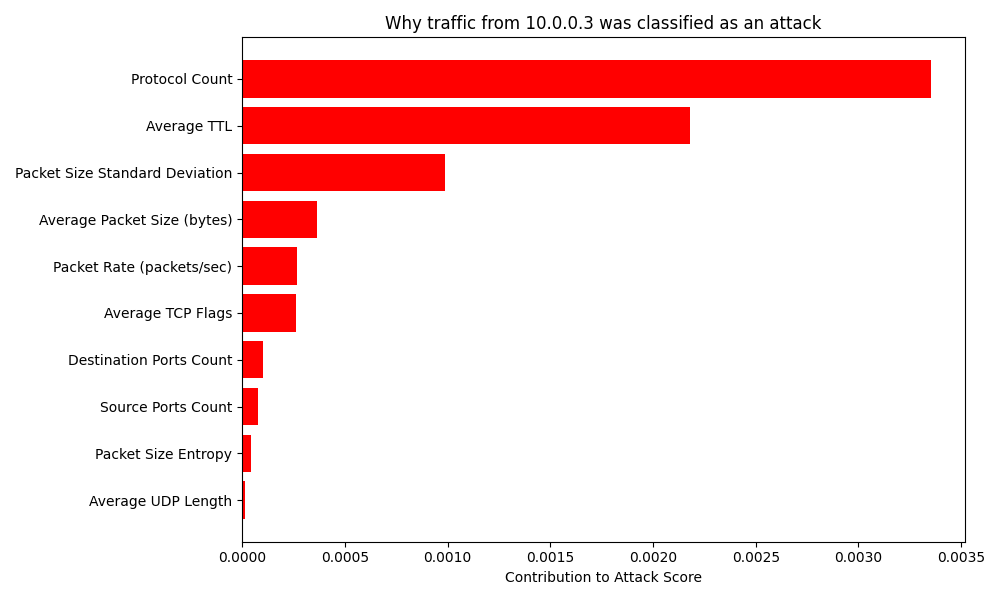 Why traffic from 10.0.0.3 was classified as an attack
Protocol Count
Average TTL
Packet Size Standard Deviation
Average Packet Size (bytes)
Packet Rate (packets/sec)
Average TCP Flags
Destination Ports Count
Source Ports Count
Packet Size Entropy
Average UDP Length
0.0000 0.0005 0.0010 0.0015 0.0020 0.0025 0.0030 0.0035
Contribution to Attack Score